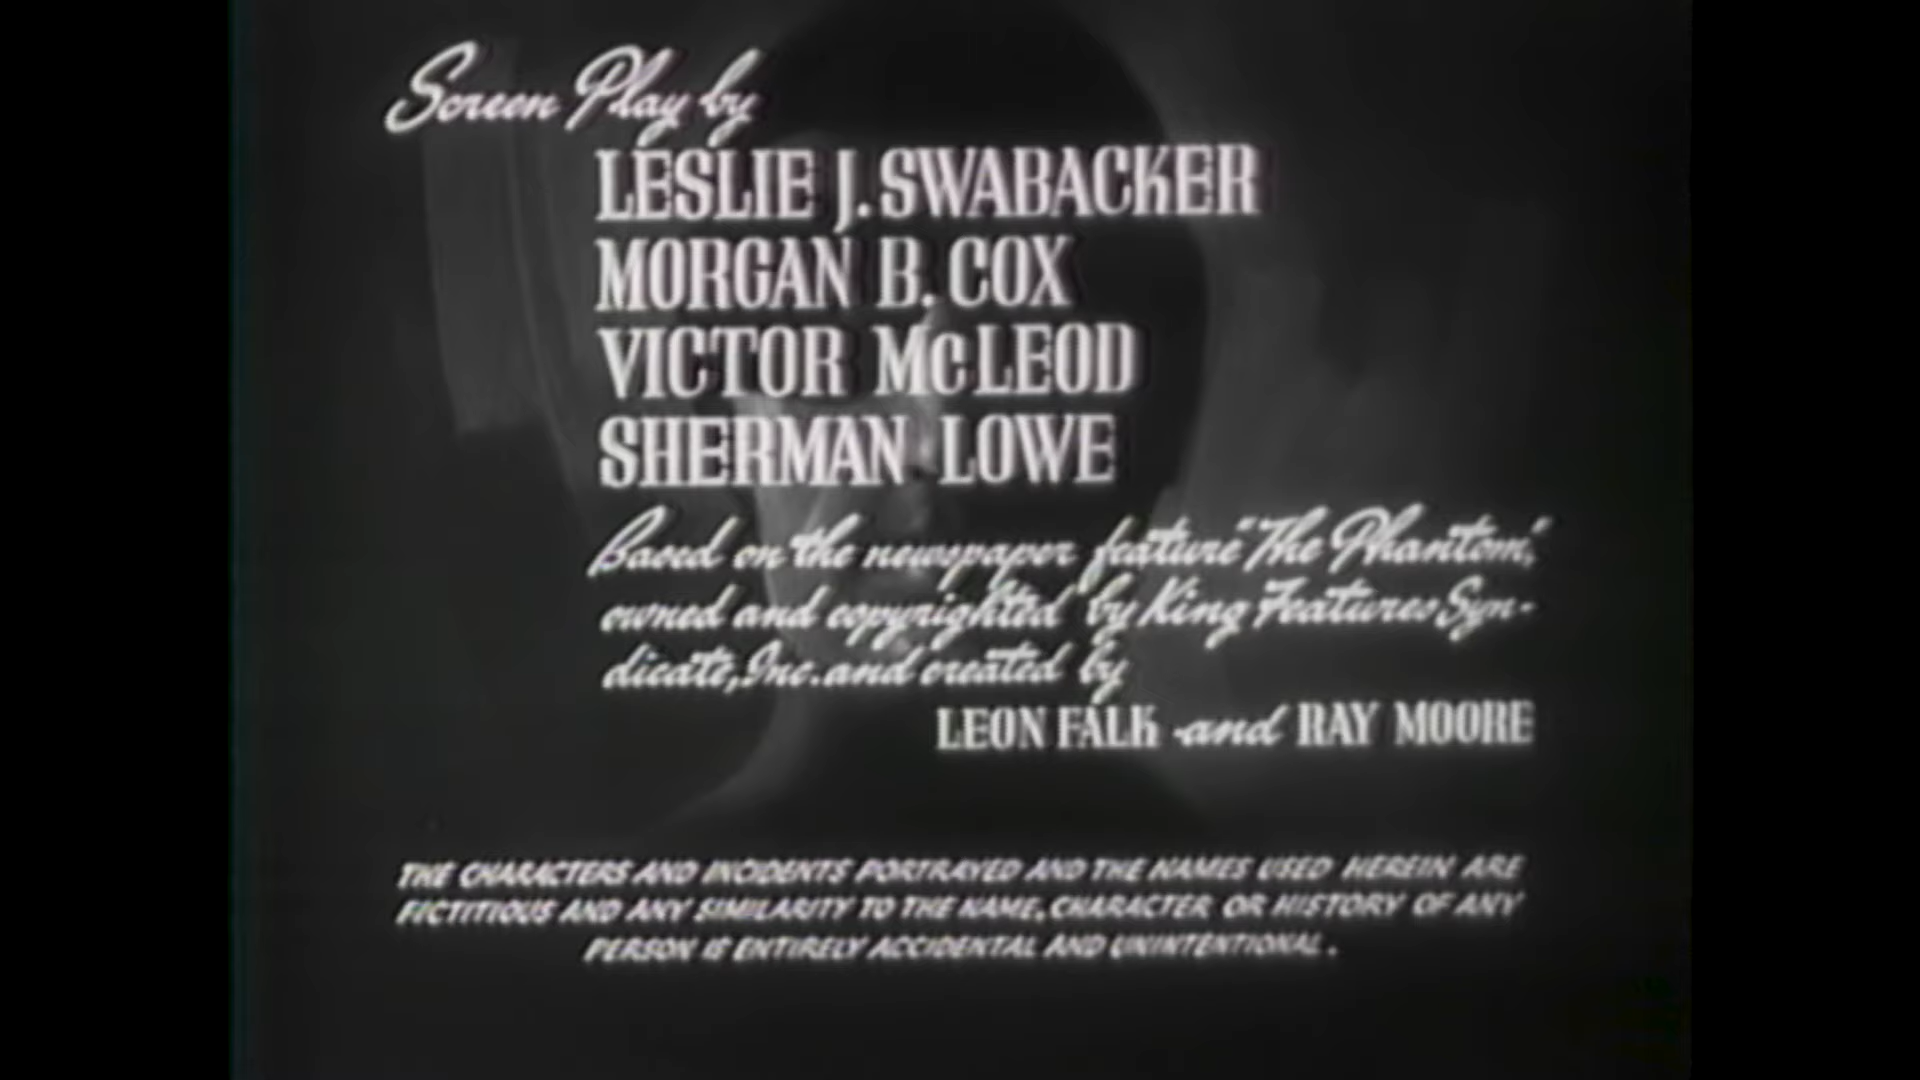 Screen Play by
LESLIE J. SWABACKER
MORGAN B. COX
VICTOR McLEOD
SHERMAN LOWE
Based on the newspaper feature "The Phantom",
owned and copyrighted by King Features Syn-
dicate, Inc. and created by
LEON FALK and RAY MOORE
THE CHARACTERS AND INCIDENTS PORTRAYED AND THE NAMES USED HEREIN ARE
FICTITIOUS AND ANY SIMILARITY TO THE NAME, CHARACTER OR HISTORY OF ANY
PERSON IS ENTIRELY ACCIDENTAL AND UNINTENTIONAL.